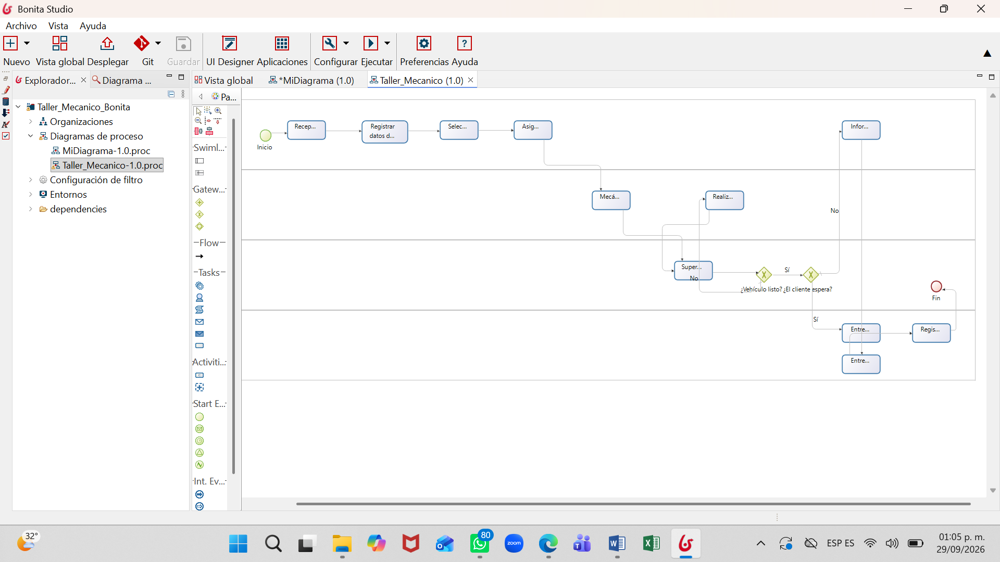 Bonita Studio
Archivo Vista Ayuda
Nuevo Vista global Desplegar Git Guardar UI Designer Aplicaciones Configurar Ejecutar Preferencias Ayuda
Explorador... Diagrama ...
Vista global *MiDiagrama (1.0) Taller_Mecanico (1.0)
Taller_Mecanico_Bonita
Organizaciones
Diagramas de proceso
MiDiagrama-1.0.proc
Taller_Mecanico-1.0.proc
Configuración de filtro
Entornos
dependencies
Pa...
Swiml...
Gatew...
Flow
Tasks
Activiti...
Start E...
Int. Ev...
Inicio
Recep...
Registrar
datos d...
Selec...
Asig...
Infor...
Mecá...
Realiz...
No
Super...
No
Sí
¿Vehículo listo? ¿El cliente espera?
Fin
Sí
Entre...
Regis...
Entre...
32°
80
zoom
ESP ES
01:05 p. m.
29/09/2026